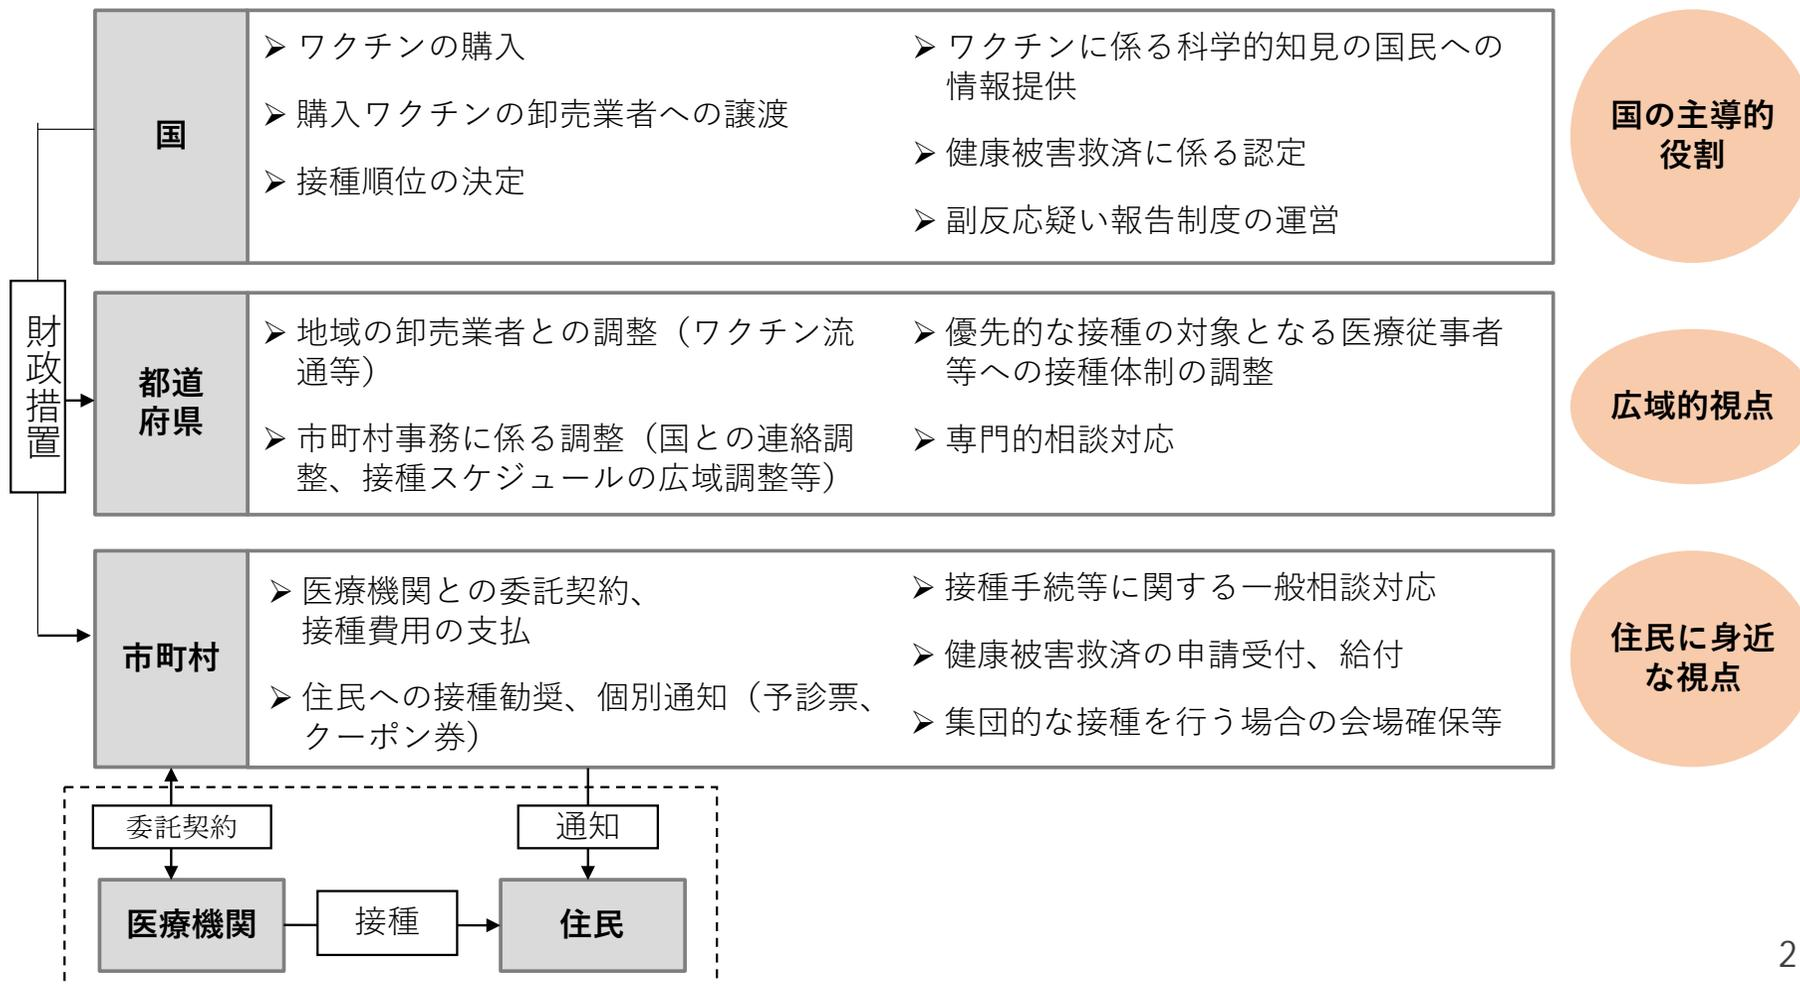 国
➢ ワクチンの購入
➢ 購入ワクチンの卸売業者への譲渡
➢ 接種順位の決定
➢ ワクチンに係る科学的知見の国民への
情報提供
➢ 健康被害救済に係る認定
➢ 副反応疑い報告制度の運営
国の主導的
役割
財政措置
都道
府県
➢ 地域の卸売業者との調整（ワクチン流
通等）
➢ 市町村事務に係る調整（国との連絡調
整、接種スケジュールの広域調整等）
➢ 優先的な接種の対象となる医療従事者
等への接種体制の調整
➢ 専門的相談対応
広域的視点
市町村
➢ 医療機関との委託契約、
接種費用の支払
➢ 住民への接種勧奨、個別通知（予診票、
クーポン券）
➢ 接種手続等に関する一般相談対応
➢ 健康被害救済の申請受付、給付
➢ 集団的な接種を行う場合の会場確保等
住民に身近
な視点
委託契約
通知
医療機関
接種
住民
2